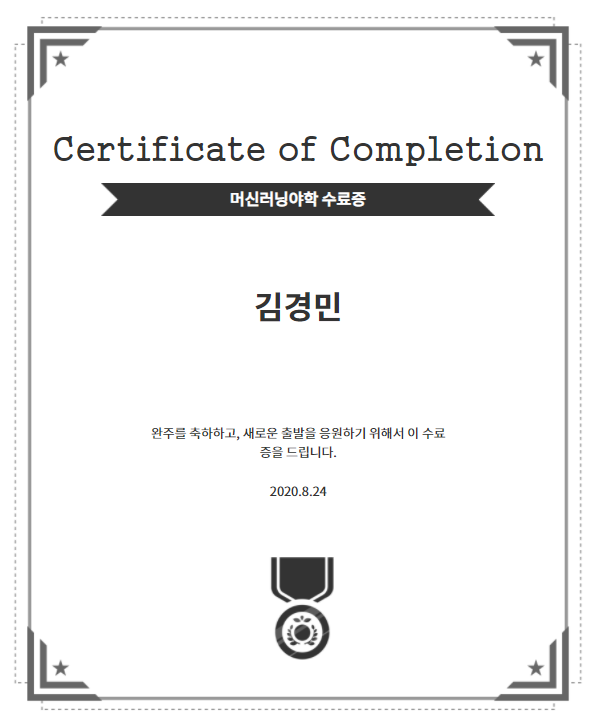 Certificate of Completion
머신러닝야학 수료증
김경민
완주를 축하하고, 새로운 출발을 응원하기 위해서 이 수료
증을 드립니다.
2020.8.24